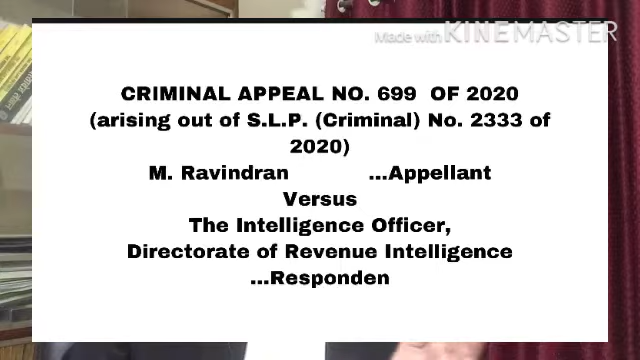 Made with KINEMASTER
CRIMINAL APPEAL NO. 699 OF 2020
(arising out of S.L.P. (Criminal) No. 2333 of
2020)
M. Ravindran ...Appellant
Versus
The Intelligence Officer,
Directorate of Revenue Intelligence
...Responden